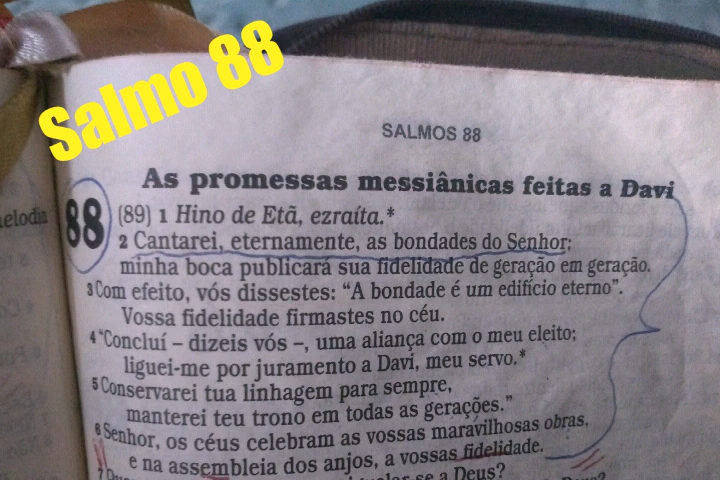 Salmo 88
SALMOS 88
As promessas messiânicas feitas a Davi
88 (89) 1 Hino de Etã, ezraíta.*
2 Cantarei, eternamente, as bondades do Senhor;
minha boca publicará sua fidelidade de geração em geração.
3 Com efeito, vós dissestes: “A bondade é um edifício eterno”.
Vossa fidelidade firmastes no céu.
4 “Concluí – dizeis vós –, uma aliança com o meu eleito;
liguei-me por juramento a Davi, meu servo.*
5 Conservarei tua linhagem para sempre,
manterei teu trono em todas as gerações.”
6 Senhor, os céus celebram as vossas maravilhosas obras,
e na assembleia dos anjos, a vossas fidelidade.
7
se a Deus?